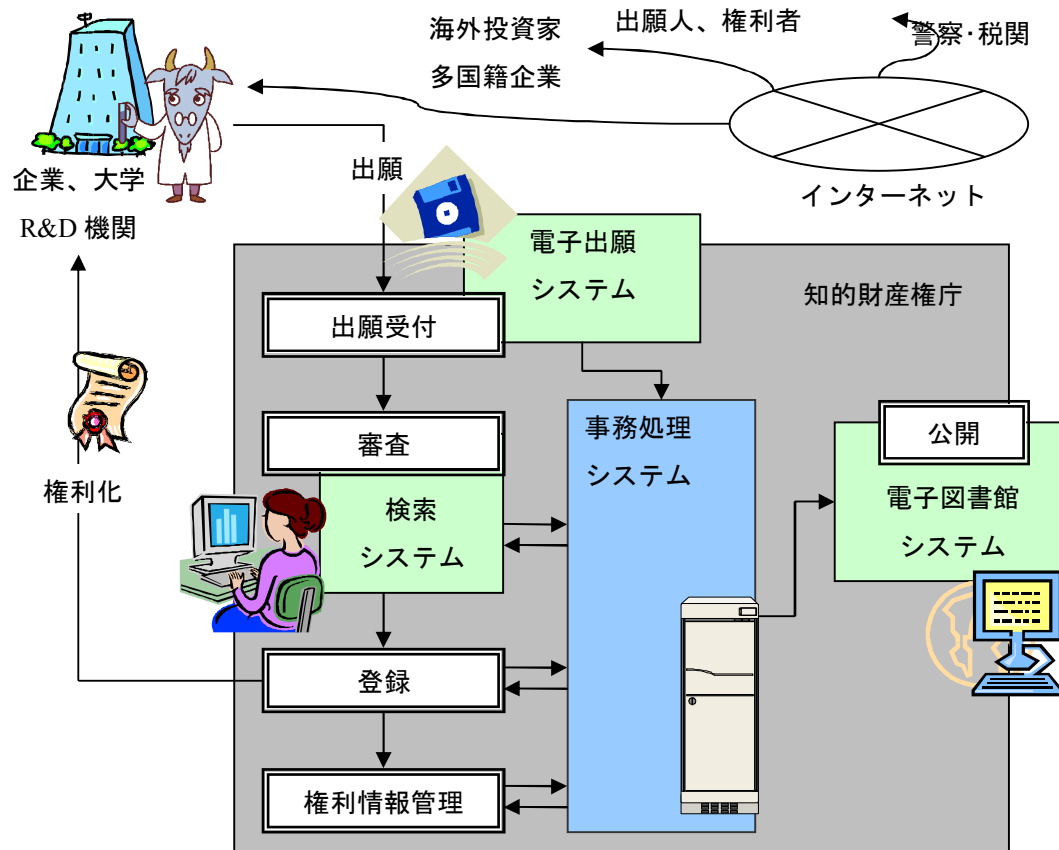 海外投資家
多国籍企業
出願人、権利者
警察･税関
インターネット
企業、大学
R&D 機関
出願
電子出願
システム
知的財産権庁
出願受付
審査
検索
システム
事務処理
システム
公開
電子図書館
システム
権利化
登録
権利情報管理